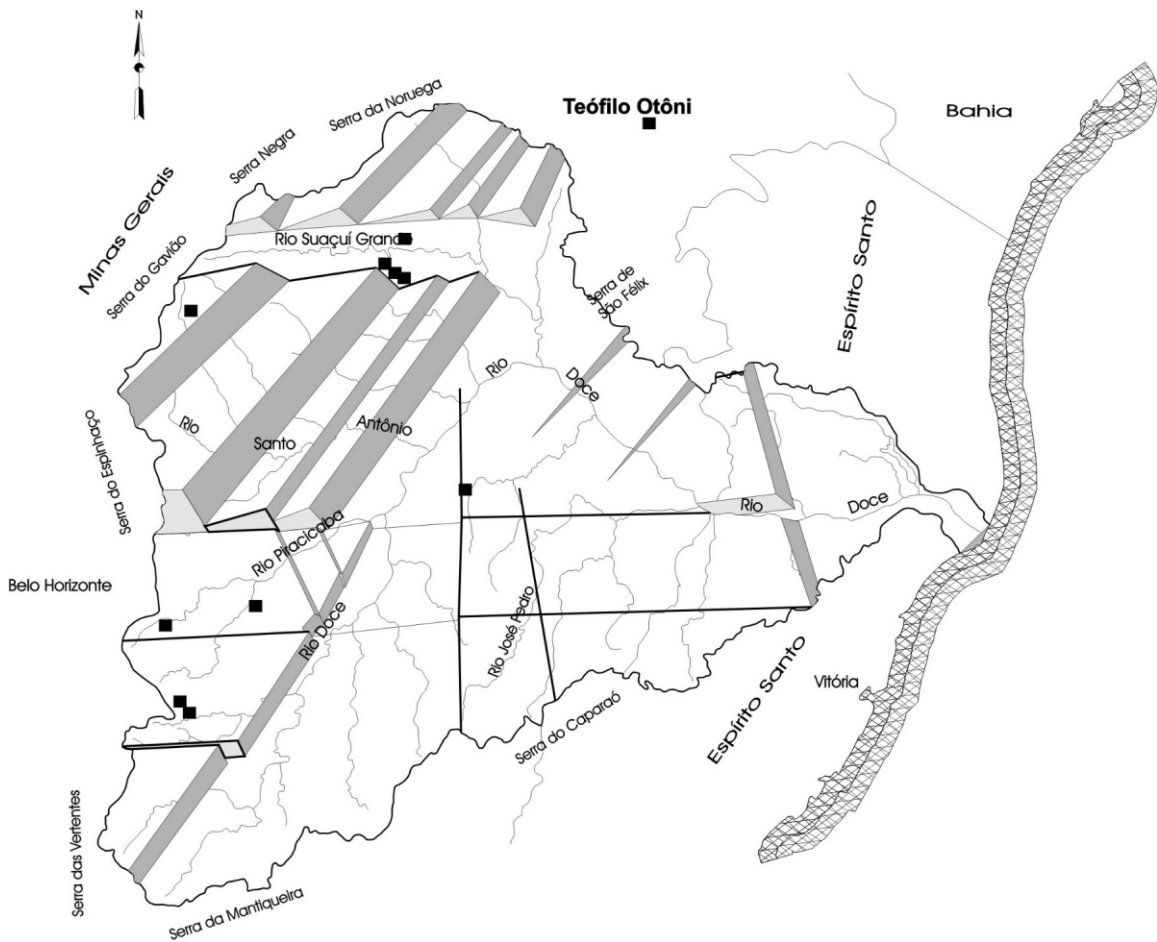 N
Serra da Noruega
Teófilo Otôni
Bahia
Serra Negra
Minas Gerais
Rio Suaçuí Grande
Serra do Gavião
Serra de
São Félix
Espírito Santo
Rio
Doce
Rio
Santo
Antônio
Serra do Espinhaço
Rio
Doce
Rio Piracicaba
Belo Horizonte
Rio Doce
Rio José Pedro
Vitória
Espírito Santo
Serra do Caparaó
Serra das Vertentes
Serra da Mantiqueira